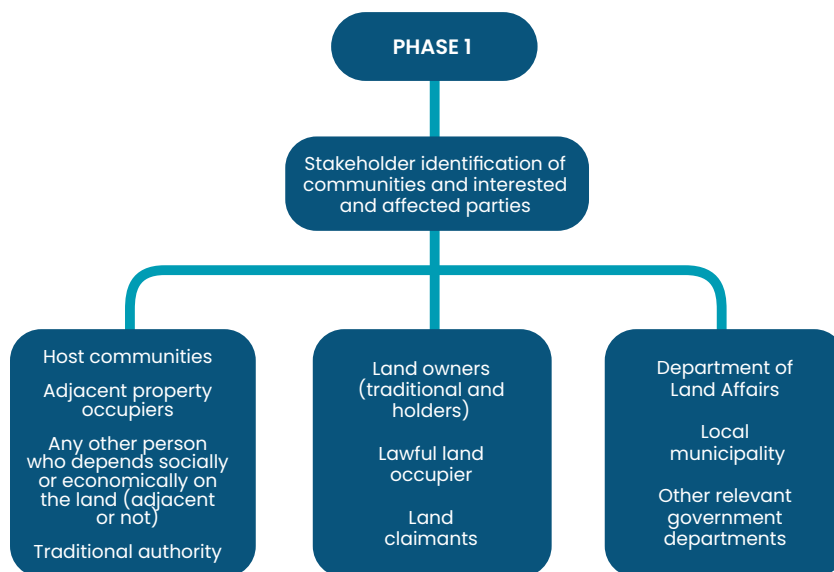 PHASE 1
Stakeholder identification of
communities and interested
and affected parties
Host communities
Adjacent property
occupiers
Any other person
who depends socially
or economically on
the land (adjacent
or not)
Traditional authority
Land owners
(traditional and
holders)
Lawful land
occupier
Land
claimants
Department of
Land Affairs
Local
municipality
Other relevant
government
departments